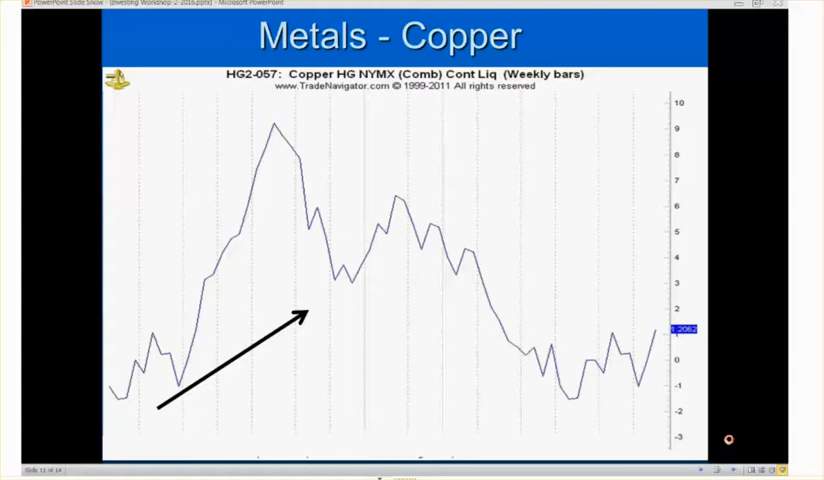 PowerPoint Slide Show - [Investing Workshop-2-2016.pptx] - Microsoft PowerPoint
Metals - Copper
HG2-057: Copper HG NYMX (Comb) Cont Liq (Weekly bars)
www.TradeNavigator.com © 1999-2011 All rights reserved
10
9
8
7
6
5
4
3
2
1.2062
0
-1
-2
-3
Slide 11 of 14